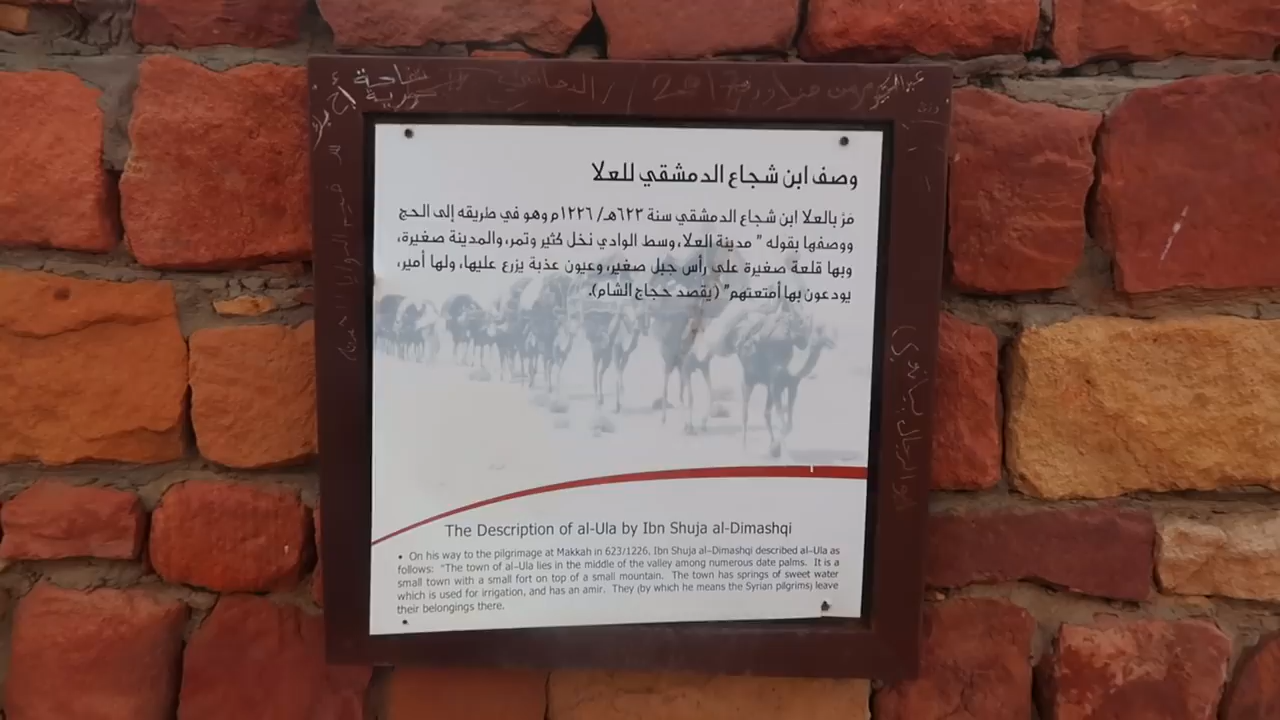 وصف ابن شجاع الدمشقي للعلا
مَرّ بالعلا ابن شجاع الدمشقي سنة ٦٢٣هـ/ ١٢٢٦م وهو في طريقه إلى الحج
ووصفها بقوله " مدينة العلا، وسط الوادي نخل كثير وتمر، والمدينة صغيرة،
وبها قلعة صغيرة على رأس جبل صغير، وعيون عذبة يزرع عليها، ولها أمير،
يودعون بها أمتعتهم" (يقصد حجاج الشام).
The Description of al-Ula by Ibn Shuja al-Dimashqi
• On his way to the pilgrimage at Makkah in 623/1226, Ibn Shuja al-Dimashqi described al-Ula as
follows: "The town of al-Ula lies in the middle of the valley among numerous date palms. It is a
small town with a small fort on top of a small mountain. The town has springs of sweet water
which is used for irrigation, and has an amir. They (by which he means the Syrian pilgrims) leave
their belongings there.